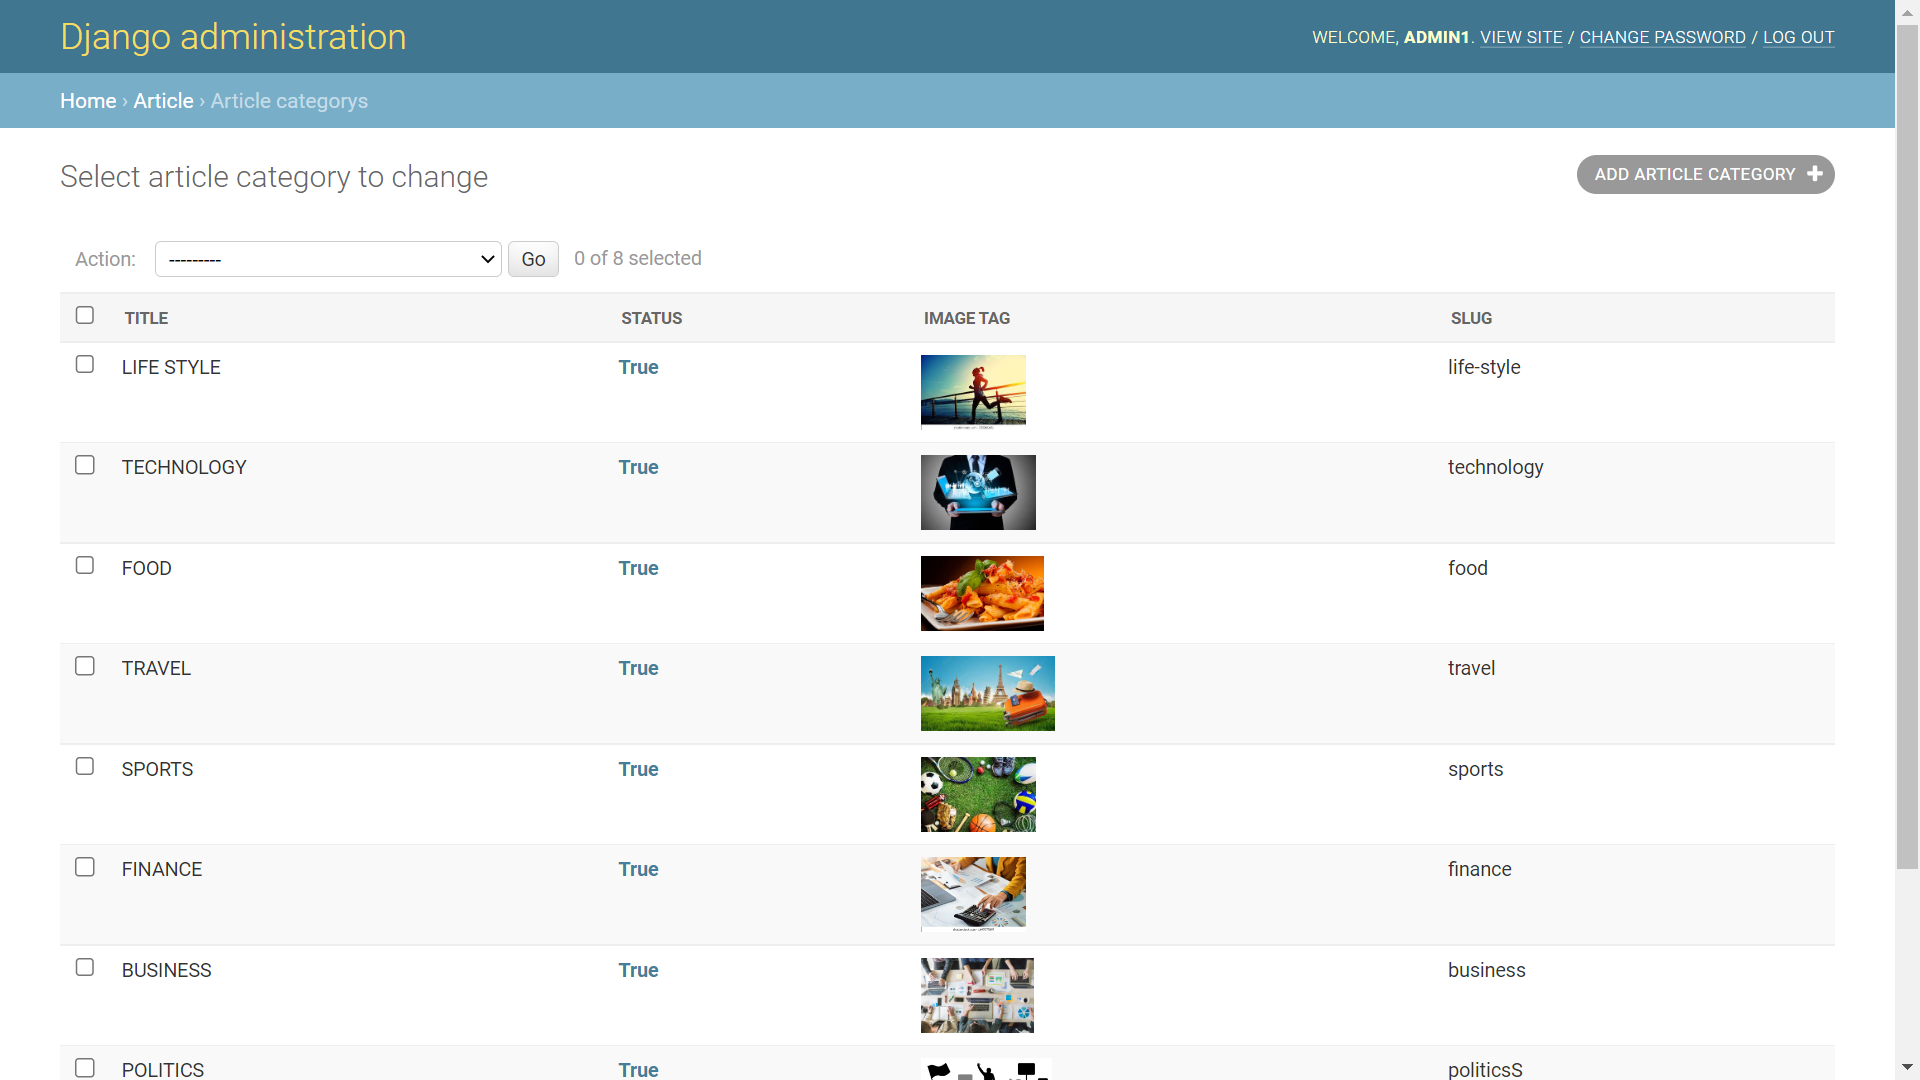 Django administration
WELCOME, ADMIN1. VIEW SITE / CHANGE PASSWORD / LOG OUT
Home › Article › Article categorys
Select article category to change
ADD ARTICLE CATEGORY +
Action: --------- Go 0 of 8 selected
TITLE STATUS IMAGE TAG SLUG
LIFE STYLE True life-style
TECHNOLOGY True technology
FOOD True food
TRAVEL True travel
SPORTS True sports
FINANCE True finance
BUSINESS True business
POLITICS True politicsS